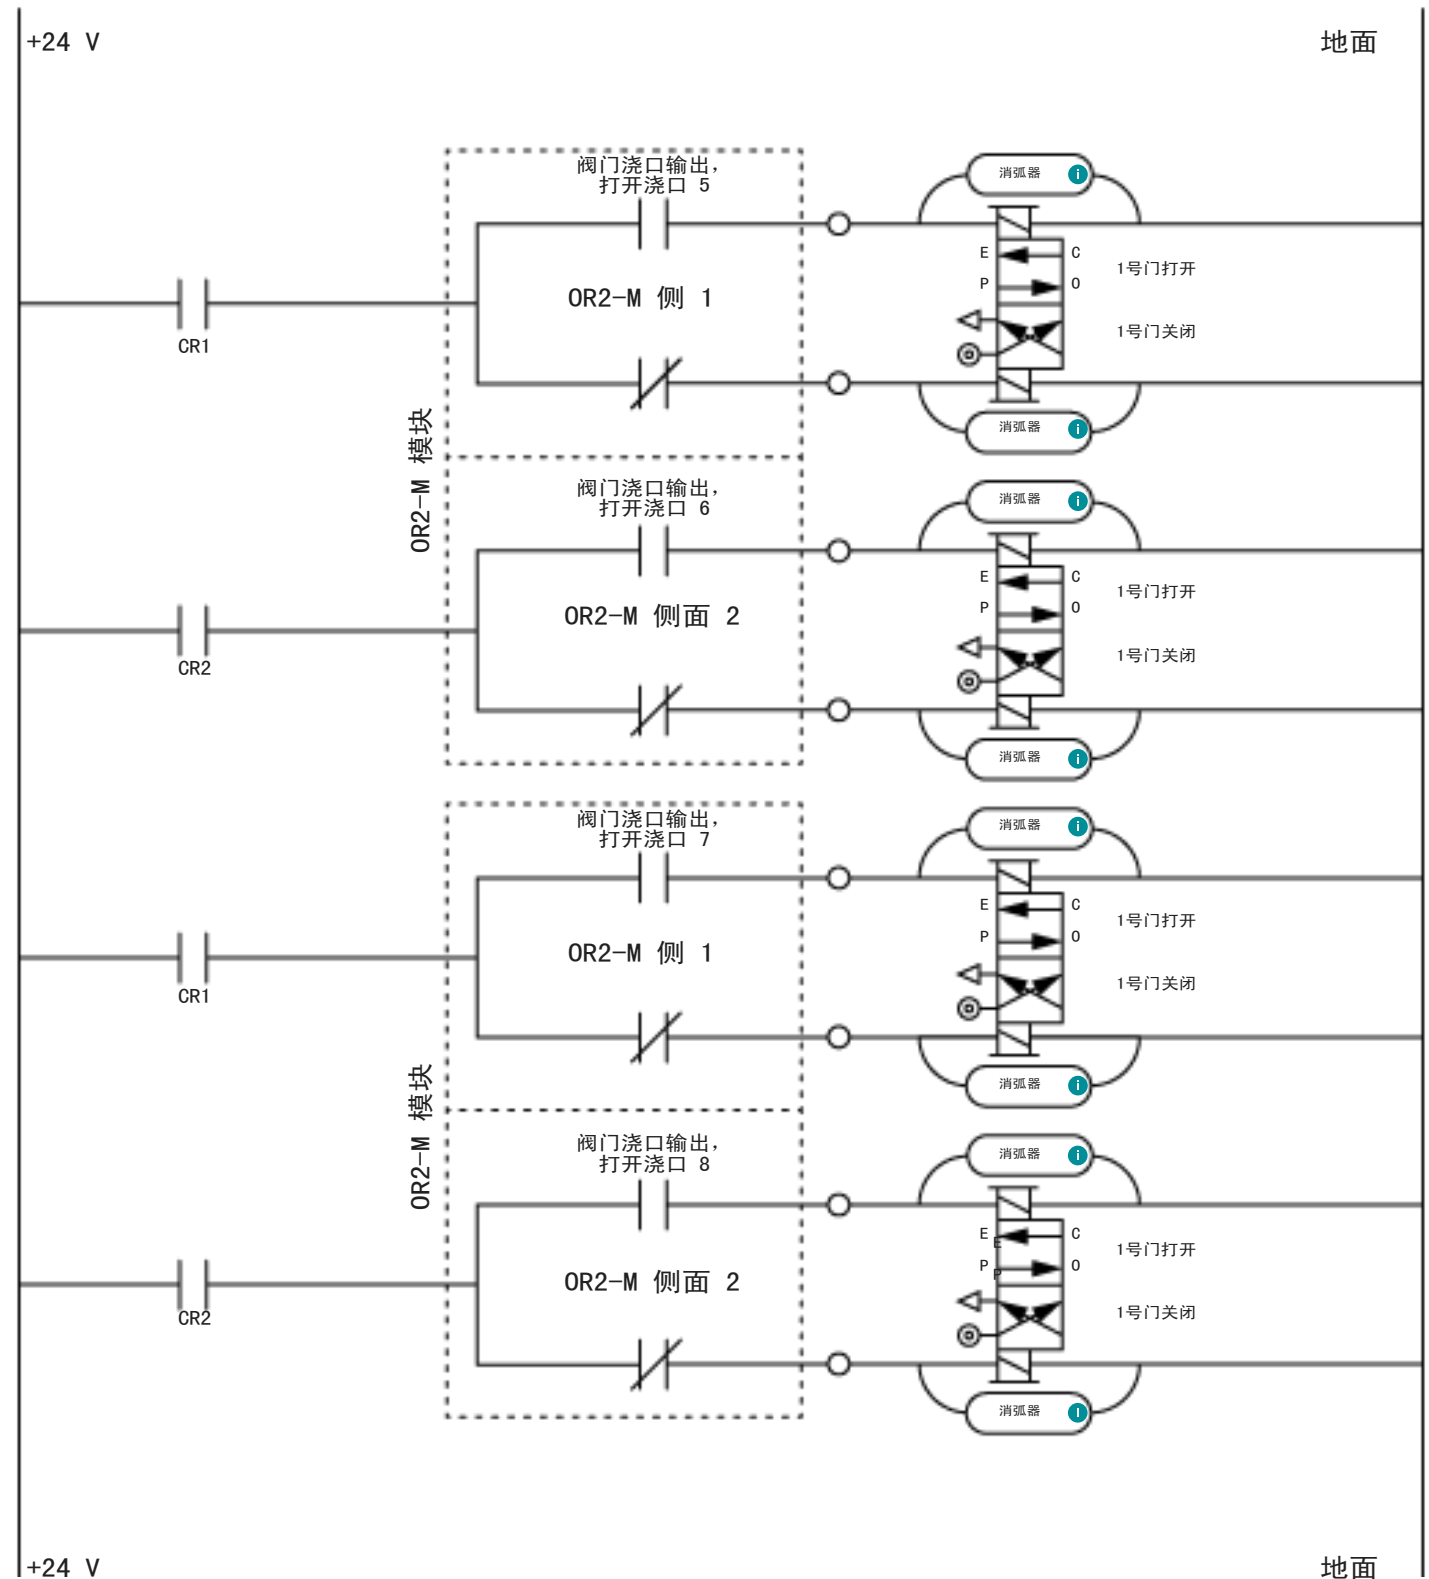 +24 V
地面
阀门浇口输出，
打开浇口 5
消弧器
i
E
C
1号门打开
P
O
OR2-M 侧 1
1号门关闭
CR1
消弧器
i
OR2-M 模块
阀门浇口输出，
打开浇口 6
消弧器
i
E
C
1号门打开
P
O
OR2-M 侧面 2
1号门关闭
CR2
消弧器
i
阀门浇口输出，
打开浇口 7
消弧器
i
E
C
1号门打开
P
O
OR2-M 侧 1
1号门关闭
CR1
消弧器
i
OR2-M 模块
阀门浇口输出，
打开浇口 8
消弧器
i
E
E
C
1号门打开
P
P
O
OR2-M 侧面 2
1号门关闭
CR2
消弧器
I
+24 V
地面